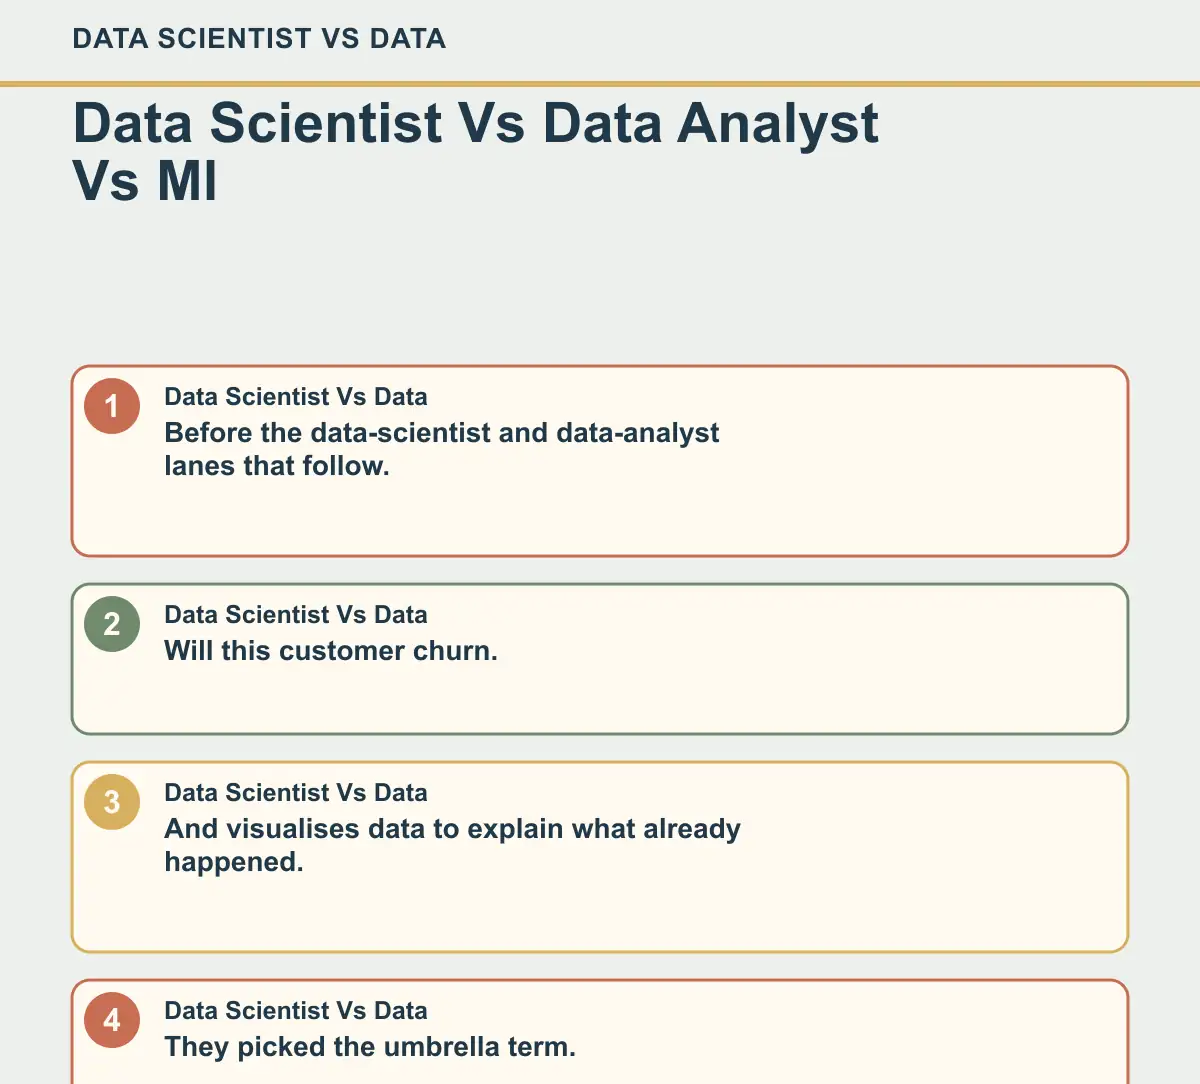 DATA SCIENTIST VS DATA
Data Scientist Vs Data Analyst
Vs Ml
1
Data Scientist Vs Data
Before the data-scientist and data-analyst
lanes that follow.
2
Data Scientist Vs Data
Will this customer churn.
3
Data Scientist Vs Data
And visualises data to explain what already
happened.
4
Data Scientist Vs Data
They picked the umbrella term.